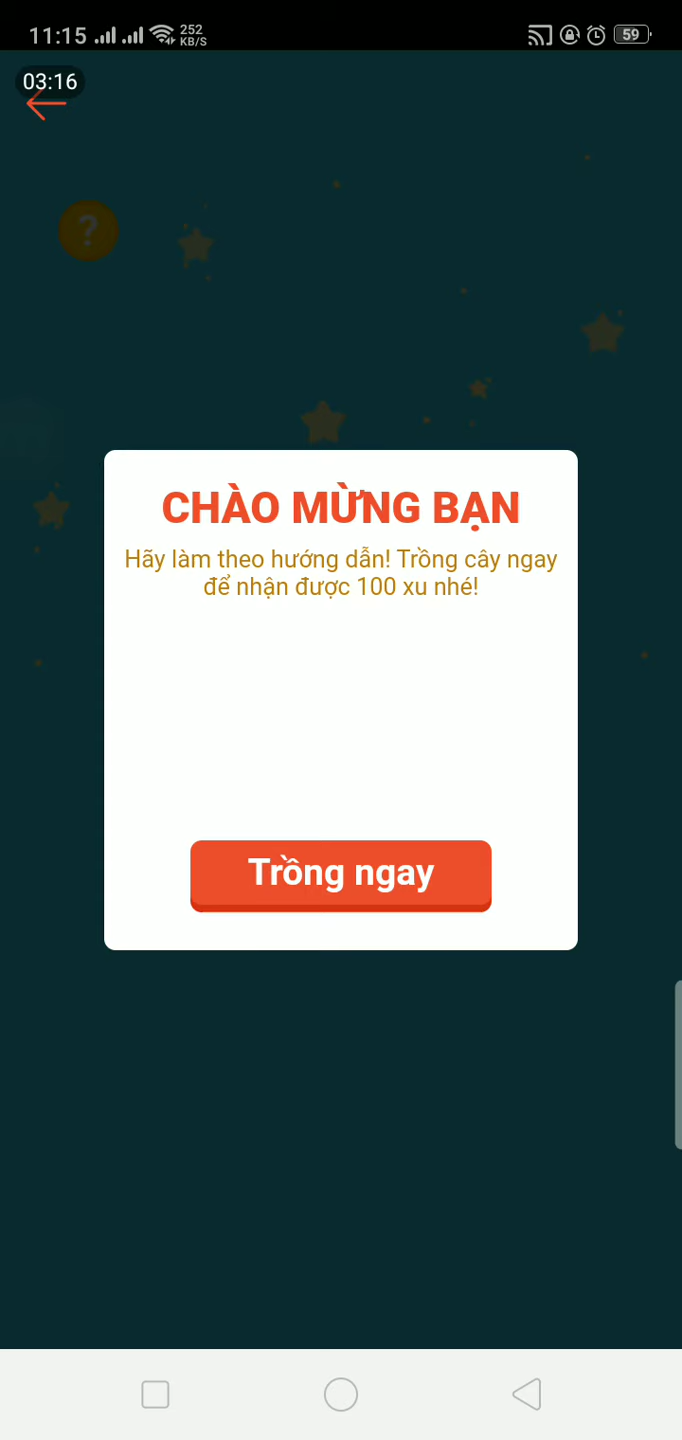 11:15
252
KB/S
59
03:16
?
CHÀO MỪNG BẠN
Hãy làm theo hướng dẫn! Trồng cây ngay
để nhận được 100 xu nhé!
Trồng ngay